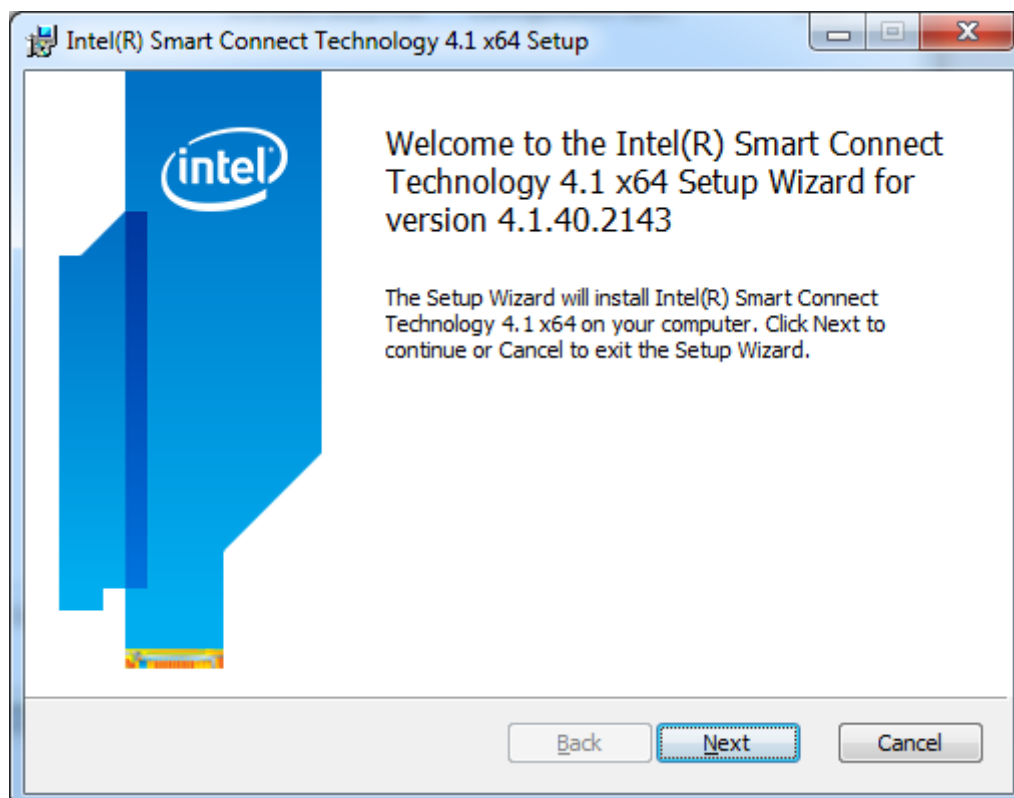 Intel(R) Smart Connect Technology 4.1 x64 Setup
intel
Welcome to the Intel(R) Smart Connect
Technology 4.1 x64 Setup Wizard for
version 4.1.40.2143
The Setup Wizard will install Intel(R) Smart Connect
Technology 4.1 x64 on your computer. Click Next to
continue or Cancel to exit the Setup Wizard.
Back Next Cancel